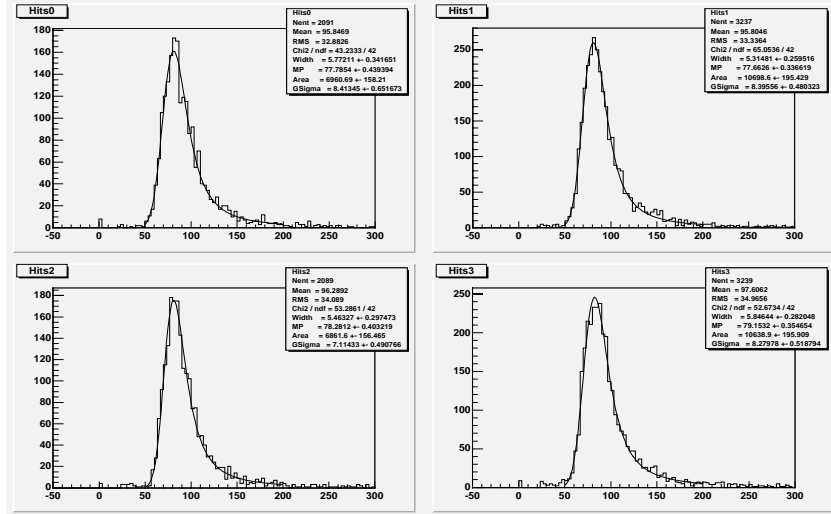 Hits0
Hits0
Nent = 2091
Mean = 95.8469
RMS = 32.8826
Chi2 / ndf = 43.2333 / 42
Width = 5.77211 +- 0.341651
MP = 77.7854 +- 0.439394
Area = 6960.69 +- 158.21
GSigma = 8.41345 +- 0.651673
180
160
140
120
100
80
60
40
20
0
-50 0 50 100 150 200 250 300
Hits1
Hits1
Nent = 3237
Mean = 95.8046
RMS = 33.3364
Chi2 / ndf = 65.0536 / 42
Width = 5.31481 +- 0.259516
MP = 77.6626 +- 0.336619
Area = 10698.6 +- 195.429
GSigma = 8.39556 +- 0.480323
250
200
150
100
50
0
-50 0 50 100 150 200 250 300
Hits2
Hits2
Nent = 2089
Mean = 96.2892
RMS = 34.089
Chi2 / ndf = 53.2861 / 42
Width = 5.46327 +- 0.297473
MP = 78.2812 +- 0.403219
Area = 6861.6 +- 156.465
GSigma = 7.11433 +- 0.490766
180
160
140
120
100
80
60
40
20
0
-50 0 50 100 150 200 250 300
Hits3
Hits3
Nent = 3239
Mean = 97.6062
RMS = 34.9656
Chi2 / ndf = 52.6734 / 42
Width = 5.84644 +- 0.282048
MP = 79.1532 +- 0.354654
Area = 10638.9 +- 195.909
GSigma = 8.27978 +- 0.518794
250
200
150
100
50
0
-50 0 50 100 150 200 250 300